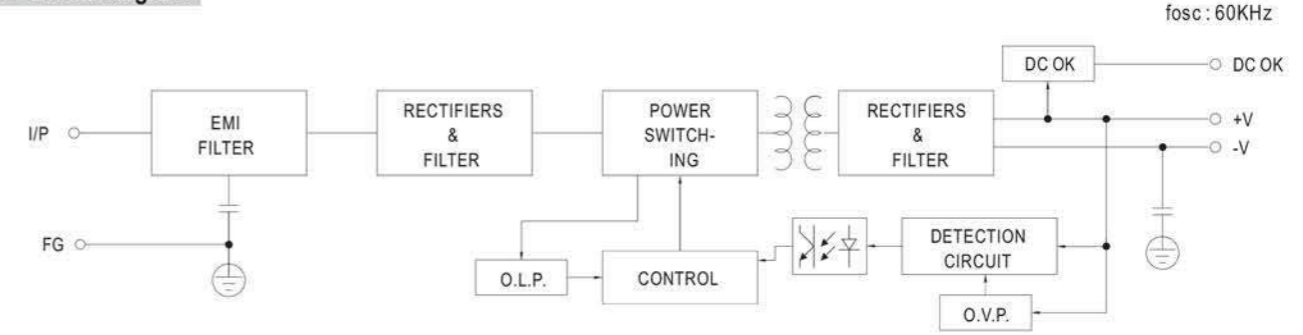 fosc : 60KHz
DC OK
DC OK
I/P
EMI
FILTER
RECTIFIERS
&
FILTER
POWER
SWITCH-
ING
RECTIFIERS
&
FILTER
+V
-V
FG
O.L.P.
CONTROL
DETECTION
CIRCUIT
O.V.P.